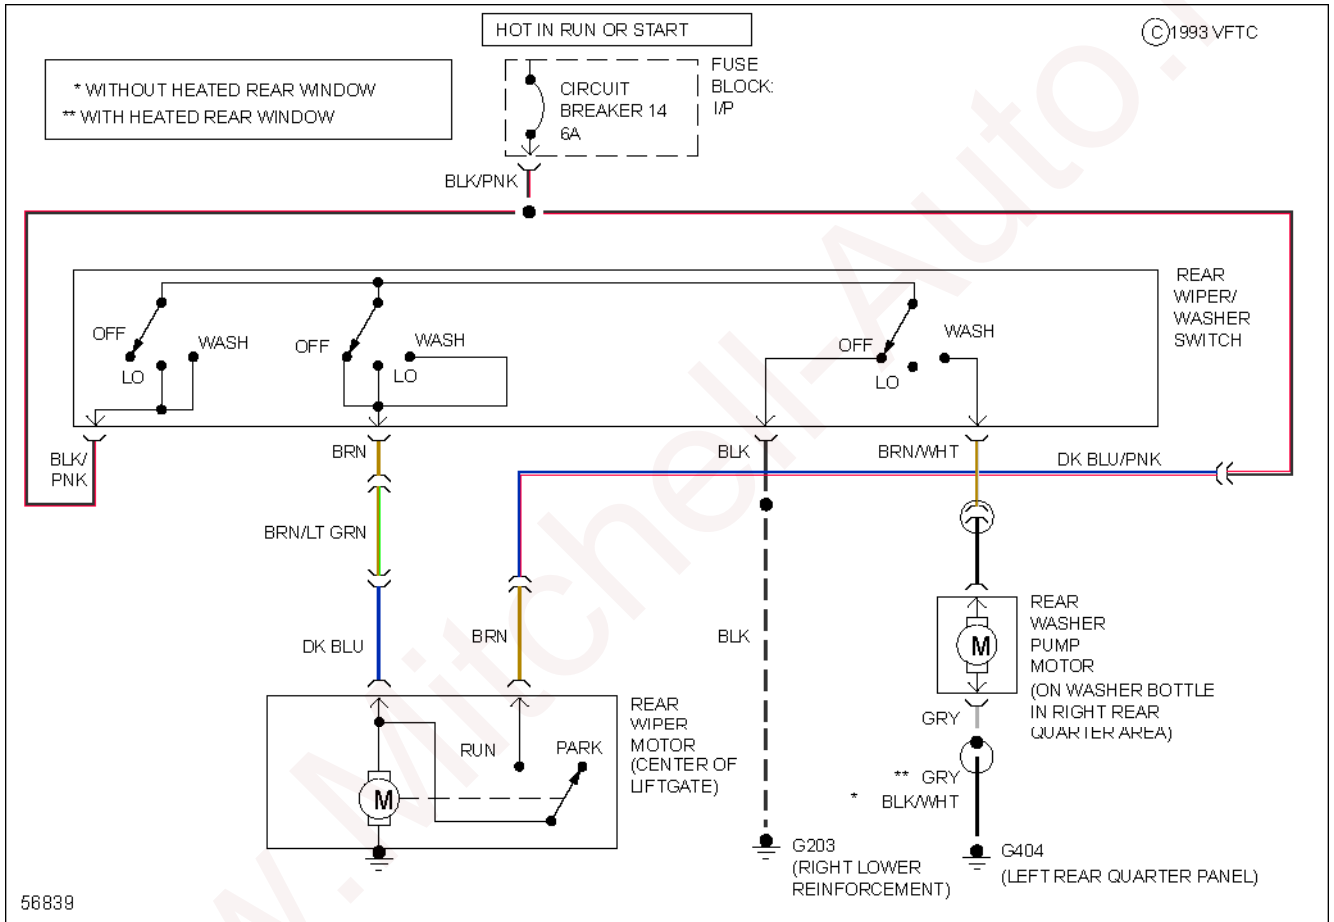 HOT IN RUN OR START
©1993 VFTC
* WITHOUT HEATED REAR WINDOW
** WITH HEATED REAR WINDOW
CIRCUIT
BREAKER 14
6A
FUSE
BLOCK:
I/P
BLK/PNK
REAR
WIPER/
WASHER
SWITCH
OFF
LO
WASH
OFF
LO
WASH
OFF
LO
WASH
BLK/
PNK
BRN
BLK
BRN/WHT
DK BLU/PNK
BRN/LT GRN
DK BLU
BRN
BLK
REAR
WASHER
PUMP
MOTOR
(ON WASHER BOTTLE
IN RIGHT REAR
QUARTER AREA)
M
GRY
** GRY
* BLK/WHT
RUN
PARK
M
REAR
WIPER
MOTOR
(CENTER OF
LIFTGATE)
G203
(RIGHT LOWER
REINFORCEMENT)
G404
(LEFT REAR QUARTER PANEL)
56839
w.Mitchell-Auto.